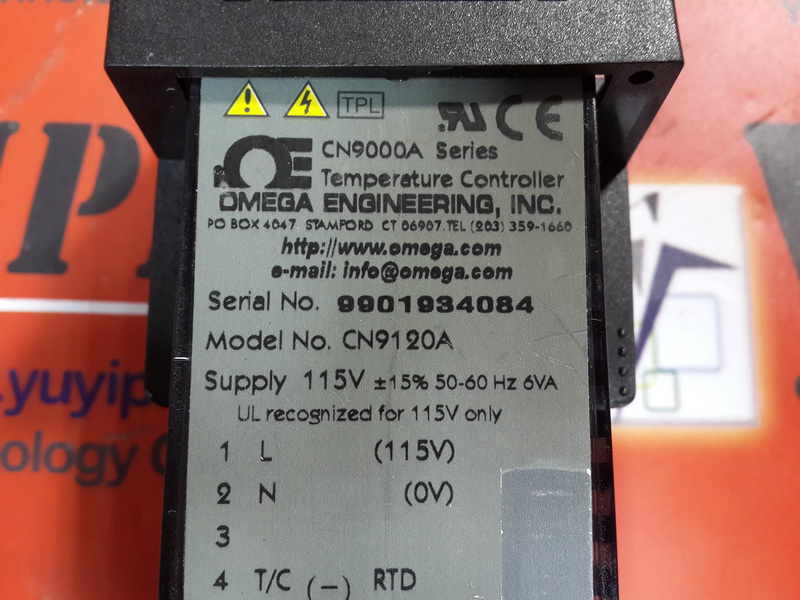 TPL
CN9000A Series
Temperature Controller
OMEGA ENGINEERING, INC.
PO BOX 4047. STAMFORD CT 06907.TEL (203) 359-1660
http://www.omega.com
e-mail: info@omega.com
Serial No. 9901934084
Model No. CN9120A
Supply 115V ±15% 50-60 Hz 6VA
UL recognized for 115V only
1 L (115V)
2 N (0V)
3
4 T/C (-) RTD
.yuyip
ology